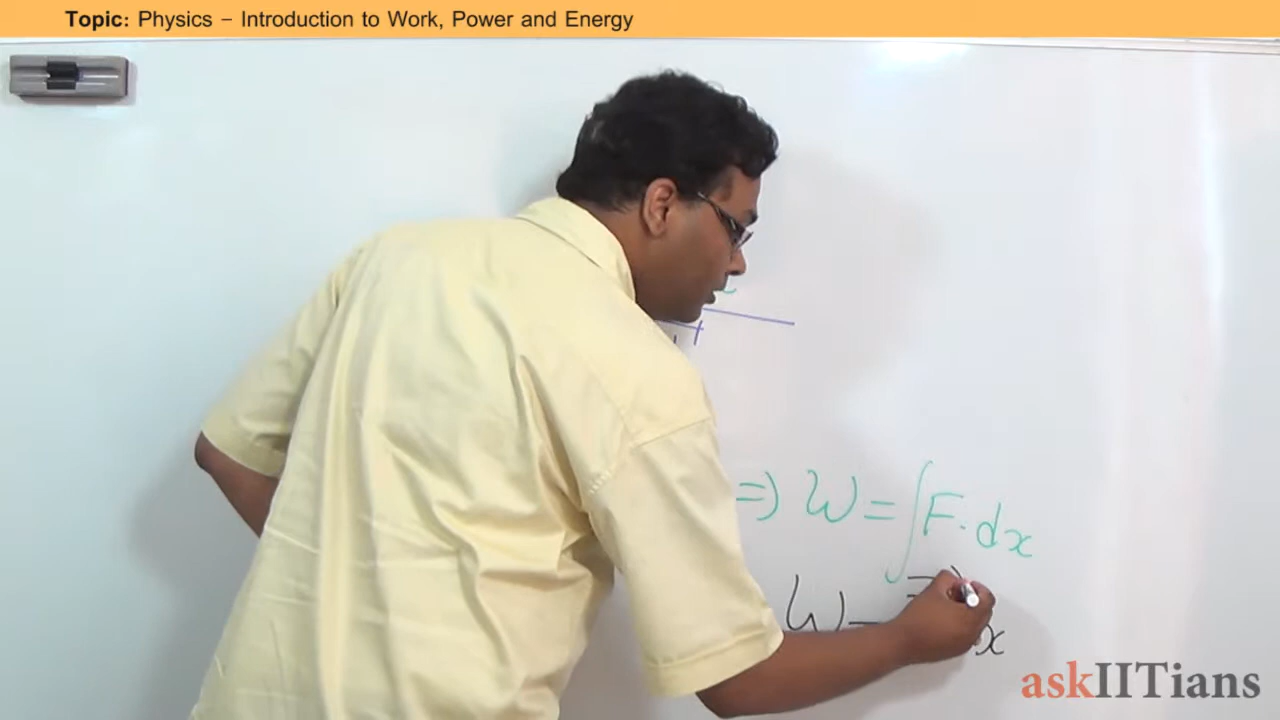 Topic: Physics – Introduction to Work, Power and Energy
=) W = ∫F. dx
W = x
askIITians